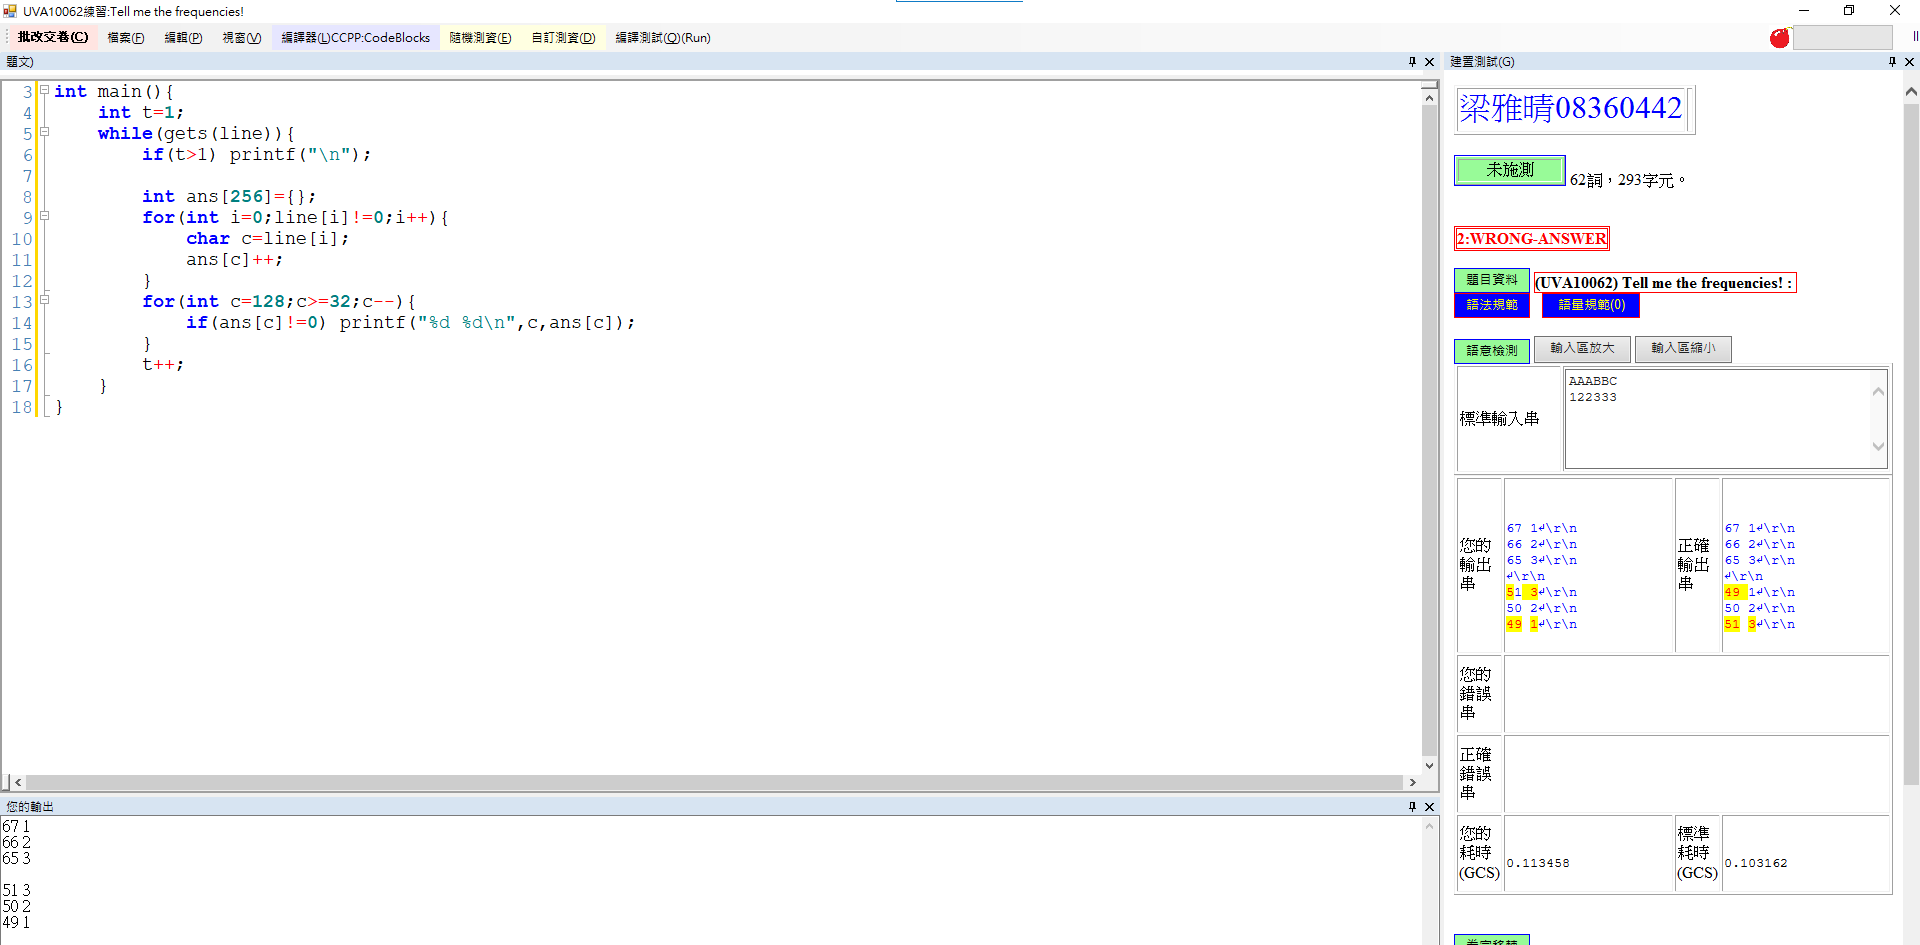 UVA10062練習:Tell me the frequencies!
批改交卷(C) 檔案(F) 編輯(P) 視窗(V) 編譯器(L)CCPP:CodeBlocks 隨機測資(E) 自訂測資(D) 編譯測試(Q)(Run)
題文)
3 int main(){
4 int t=1;
5 while(gets(line)){
6 if(t>1) printf("\n");
7
8 int ans[256]={};
9 for(int i=0;line[i]!=0;i++){
10 char c=line[i];
11 ans[c]++;
12 }
13 for(int c=128;c>=32;c--){
14 if(ans[c]!=0) printf("%d %d\n",c,ans[c]);
15 }
16 t++;
17 }
18 }
您的輸出
67 1
66 2
65 3
51 3
50 2
49 1
建置測試(G)
梁雅晴08360442
未施測 62詞，293字元。
2:WRONG-ANSWER
題目資料 (UVA10062) Tell me the frequencies! :
語法規範 語量規範(0)
語意檢測 輸入區放大 輸入區縮小
標準輸入串
AAABBC
122333
您的
輸出
串
67 1↲\r\n
66 2↲\r\n
65 3↲\r\n
↲\r\n
51 3↲\r\n
50 2↲\r\n
49 1↲\r\n
正確
輸出
串
67 1↲\r\n
66 2↲\r\n
65 3↲\r\n
↲\r\n
49 1↲\r\n
50 2↲\r\n
51 3↲\r\n
您的
錯誤
串
正確
錯誤
串
您的
耗時
(GCS)
0.113458
標準
耗時
(GCS)
0.103162